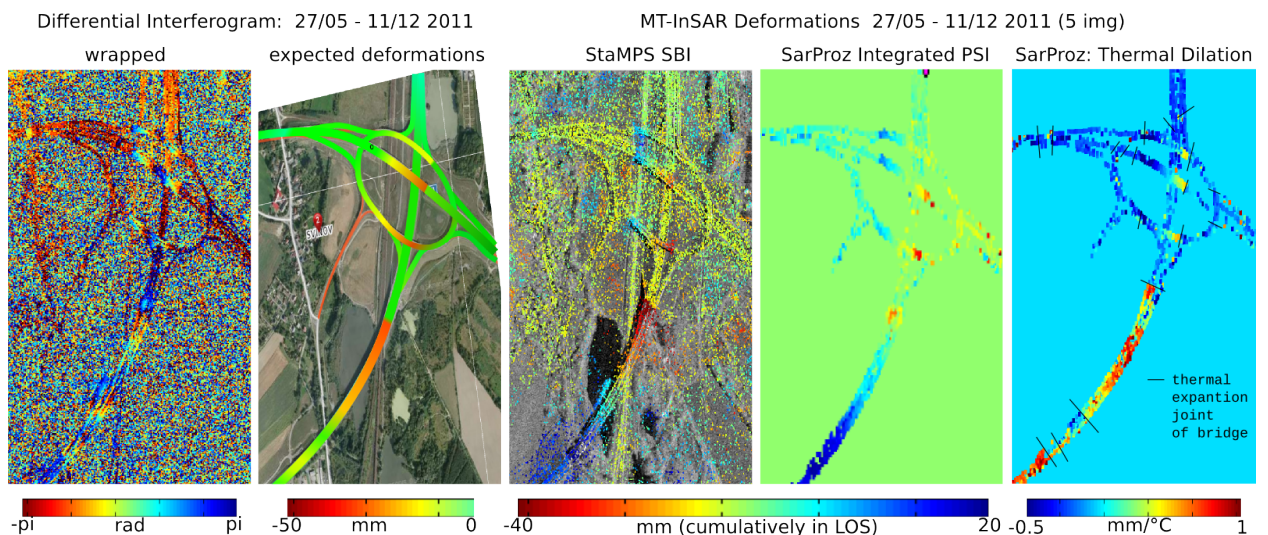 Differential Interferogram: 27/05 - 11/12 2011
MT-InSAR Deformations 27/05 - 11/12 2011 (5 img)
wrapped
expected deformations
StaMPS SBI
SarProz Integrated PSI
SarProz: Thermal Dilation
thermal
expantion
joint
of bridge
-pi rad pi
-50 mm 0
-40 mm (cumulatively in LOS) 20
-0.5 mm/°C 1